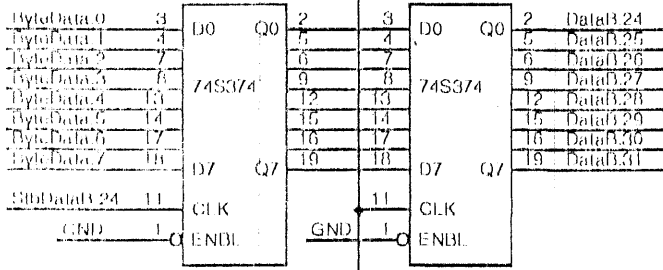 ByteData.0 3 D0 Q0 2 3 D0 Q0 2 DataB.24
ByteData.1 4 5 4 5 DataB.25
ByteData.2 7 6 7 6 DataB.26
ByteData.3 8 74S374 9 8 74S374 9 DataB.27
ByteData.4 13 12 13 12 DataB.28
ByteData.5 14 15 14 15 DataB.29
ByteData.6 17 16 17 16 DataB.30
ByteData.7 18 D7 Q7 19 18 D7 Q7 19 DataB.31
StbDataB.24 11 CLK 11 CLK
GND 1 ENBL GND 1 ENBL